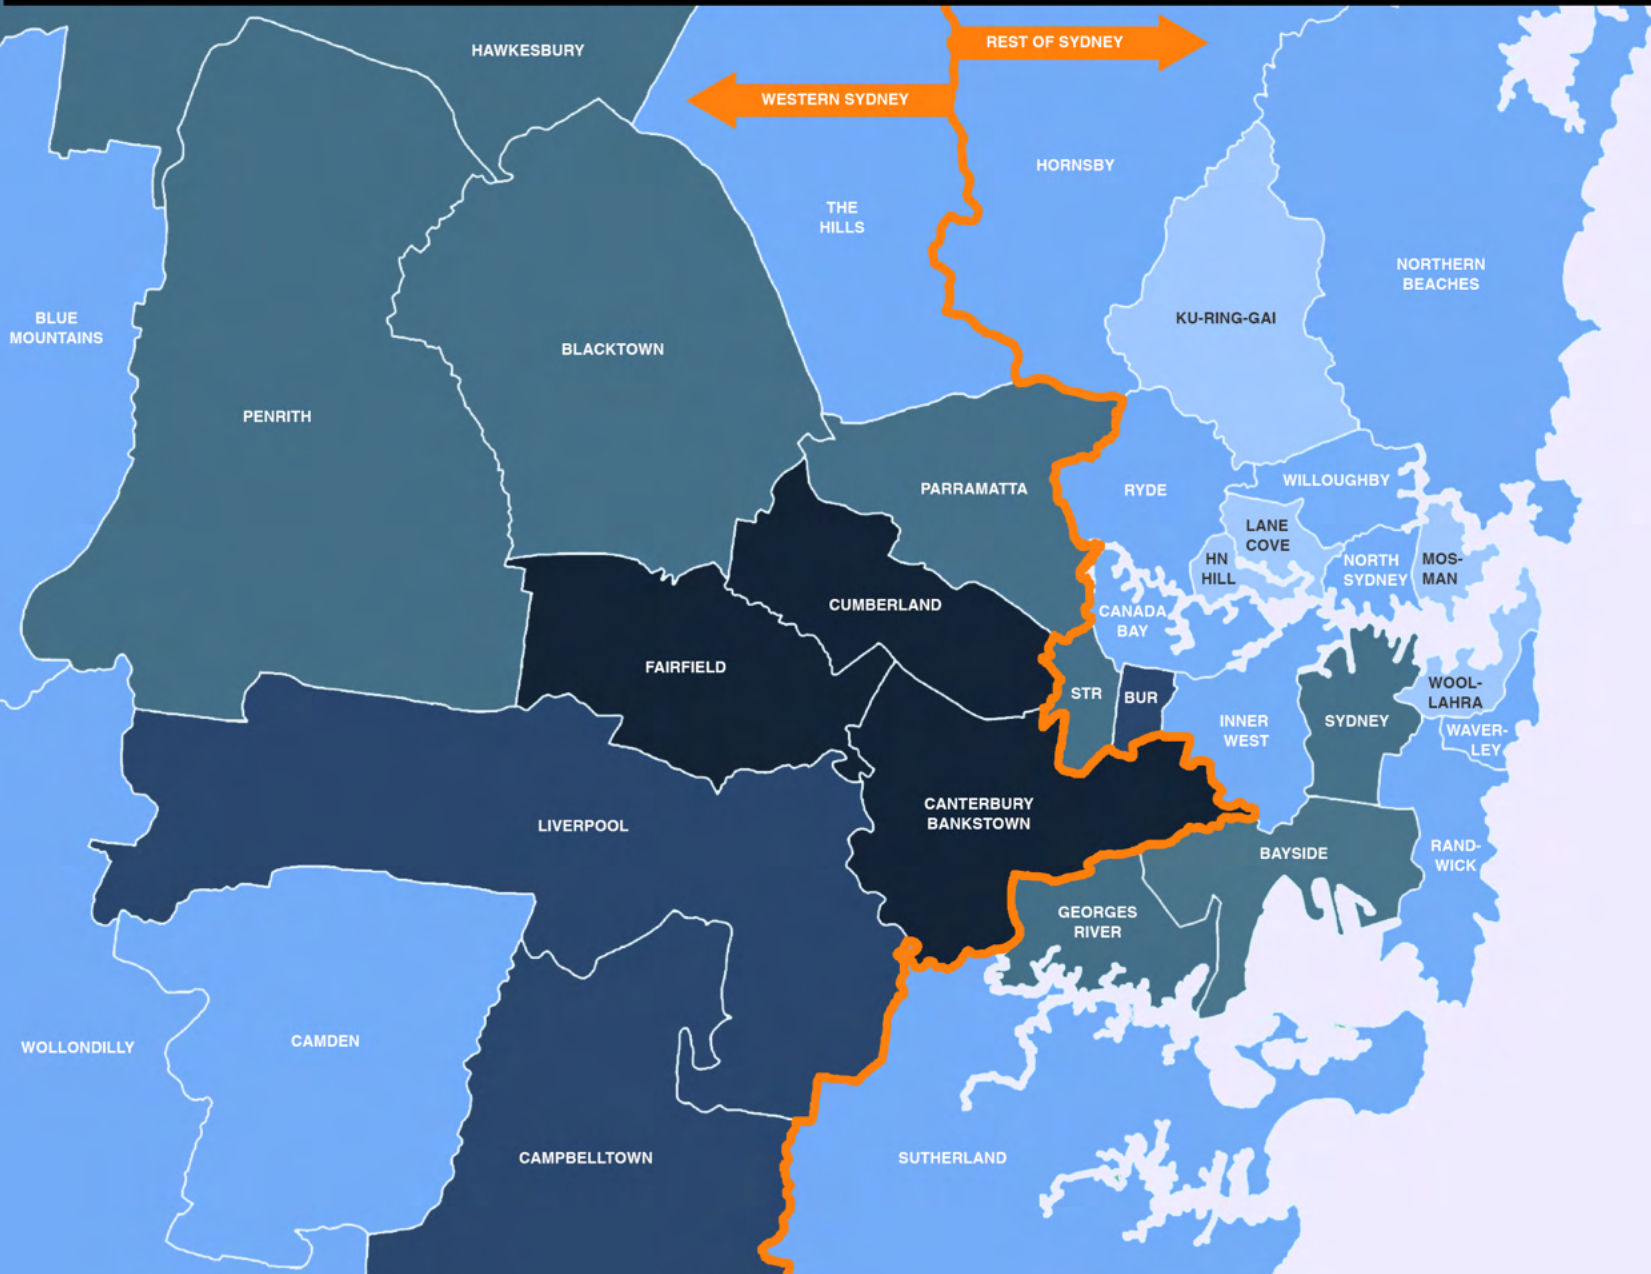 HAWKESBURY
REST OF SYDNEY
WESTERN SYDNEY
HORNSBY
THE
HILLS
NORTHERN
BEACHES
BLUE
MOUNTAINS
KU-RING-GAI
BLACKTOWN
PENRITH
PARRAMATTA
RYDE
WILLOUGHBY
LANE
COVE
HN
HILL
NORTH
SYDNEY
MOS-
MAN
CUMBERLAND
CANADA
BAY
FAIRFIELD
STR
BUR
WOOL-
LAHRA
INNER
WEST
SYDNEY
WAVER-
LEY
CANTERBURY
BANKSTOWN
LIVERPOOL
BAYSIDE
RAND-
WICK
GEORGES
RIVER
WOLLONDILLY
CAMDEN
CAMPBELLTOWN
SUTHERLAND